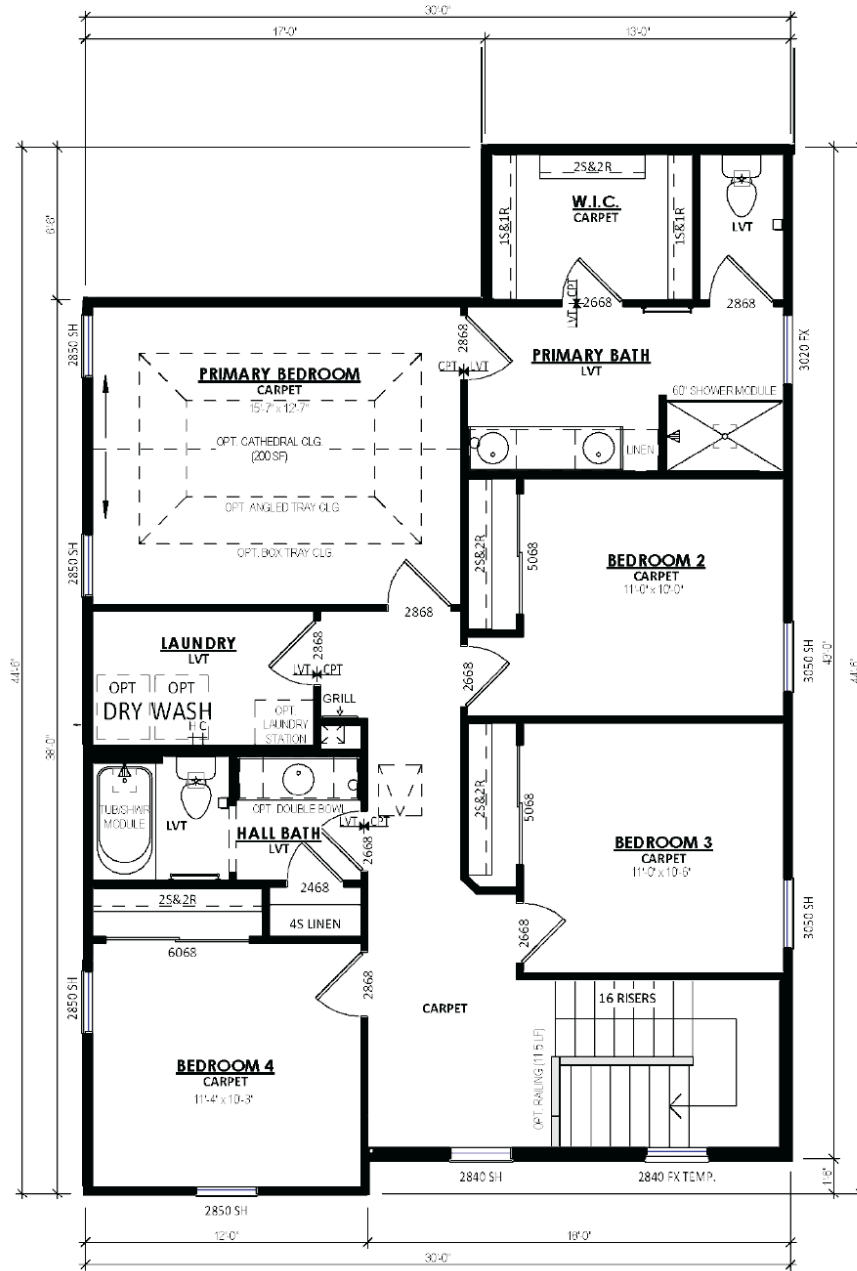 30'-0"
17'-0"
13'-0"
2S&2R
W.I.C.
CARPET
1S&1R
1S&1R
LVT
6'-6"
CPT
LVT
2668
2868
2850 SH
2868
3020 FX
PRIMARY BEDROOM
CARPET
15'-7" x 12'-7"
CPT
LVT
PRIMARY BATH
LVT
60" SHOWER MODULE
OPT. CATHEDRAL CLG.
(200 SF)
LINEN
OPT. ANGLED TRAY CLG.
OPT. BOX TRAY CLG.
2850 SH
2S&2R
5068
BEDROOM 2
CARPET
11'-0" x 10'-0"
2868
LAUNDRY
LVT
2868
LVT
CPT
2668
3050 SH
43'-0"
44'-6"
44'-6"
38'-0"
OPT
OPT
DRY
WASH
H C
OPT.
LAUNDRY
STATION
GRILL
TUB/SHWR
MODULE
LVT
OPT. DOUBLE BOWL
HALL BATH
LVT
LVT
CPT
2668
V
2S&2R
5068
BEDROOM 3
CARPET
11'-0" x 10'-6"
2468
2S&2R
4S LINEN
6068
2668
3050 SH
2850 SH
2868
CARPET
16 RISERS
OPT. RAILING (11.5 LF)
BEDROOM 4
CARPET
11'-4" x 10'-3"
2840 SH
2840 FX TEMP.
1'-6"
2850 SH
12'-0"
18'-0"
30'-0"